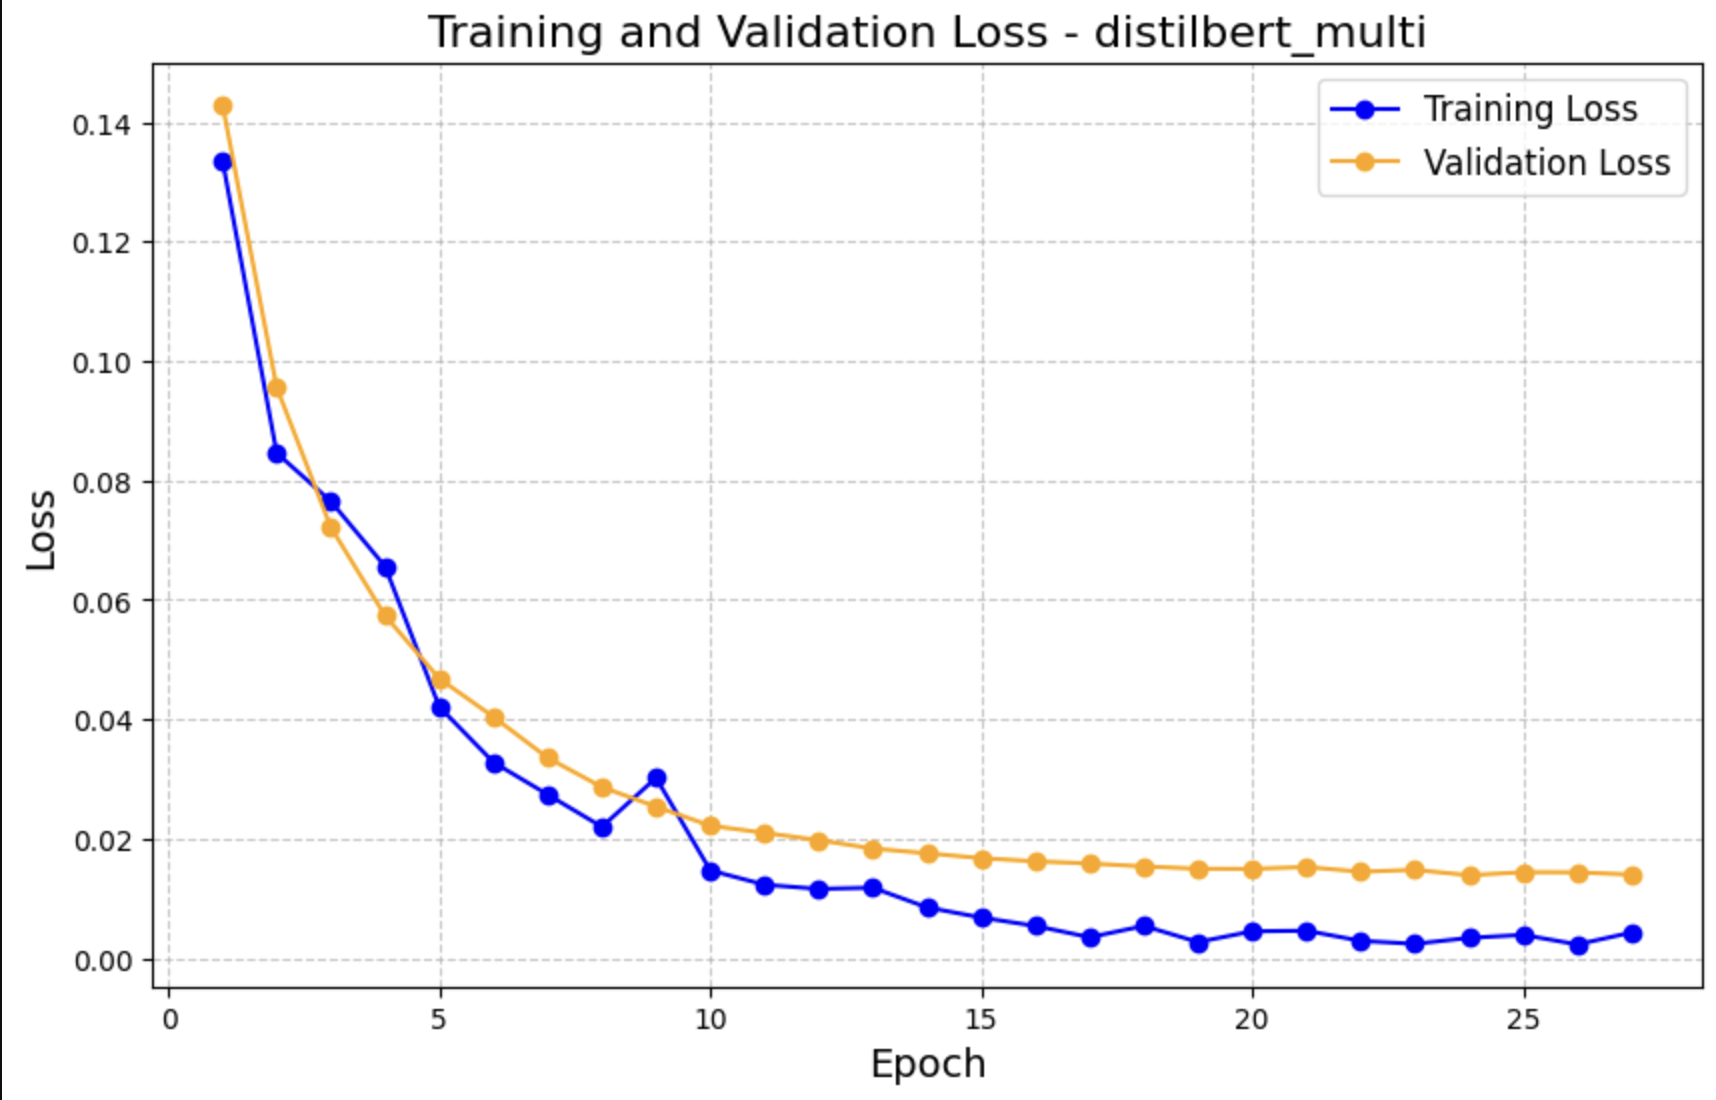 Training and Validation Loss - distilbert_multi
Training Loss
Validation Loss
0.14
0.12
0.10
0.08
0.06
0.04
0.02
0.00
Loss
0 5 10 15 20 25
Epoch